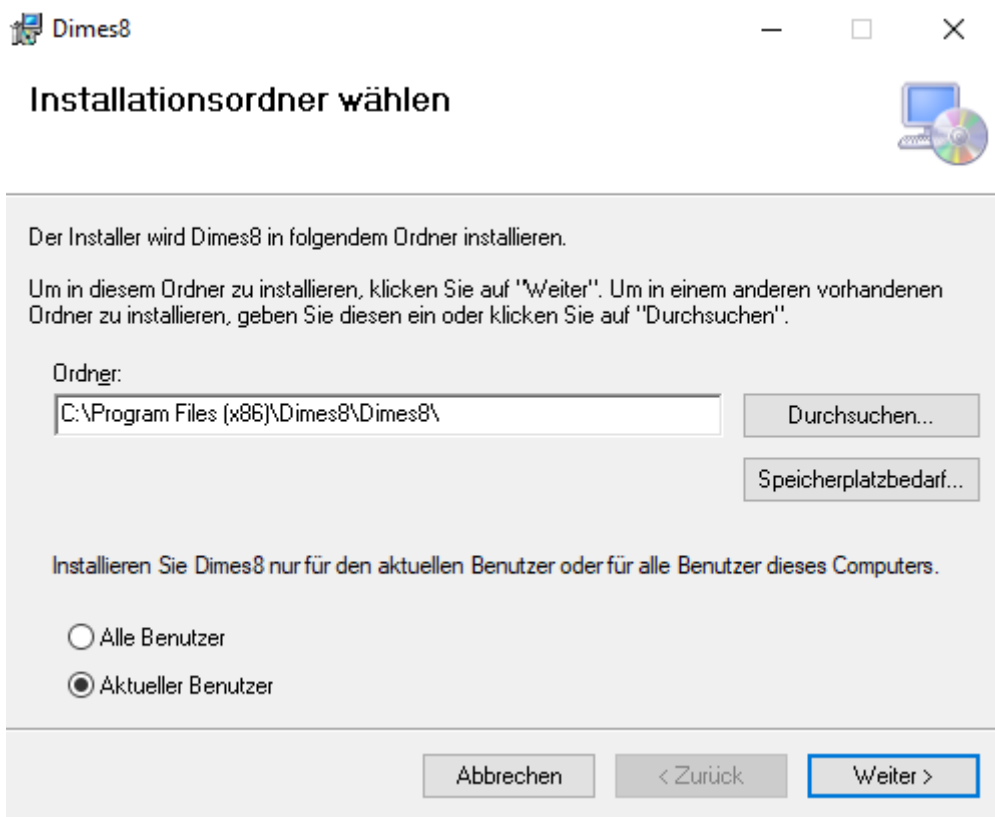 Dimes8
Installationsordner wählen
Der Installer wird Dimes8 in folgendem Ordner installieren.
Um in diesem Ordner zu installieren, klicken Sie auf "Weiter". Um in einem anderen vorhandenen
Ordner zu installieren, geben Sie diesen ein oder klicken Sie auf "Durchsuchen".
Ordner:
C:\Program Files (x86)\Dimes8\Dimes8\
Durchsuchen...
Speicherplatzbedarf...
Installieren Sie Dimes8 nur für den aktuellen Benutzer oder für alle Benutzer dieses Computers.
Alle Benutzer
Aktueller Benutzer
Abbrechen
< Zurück
Weiter >